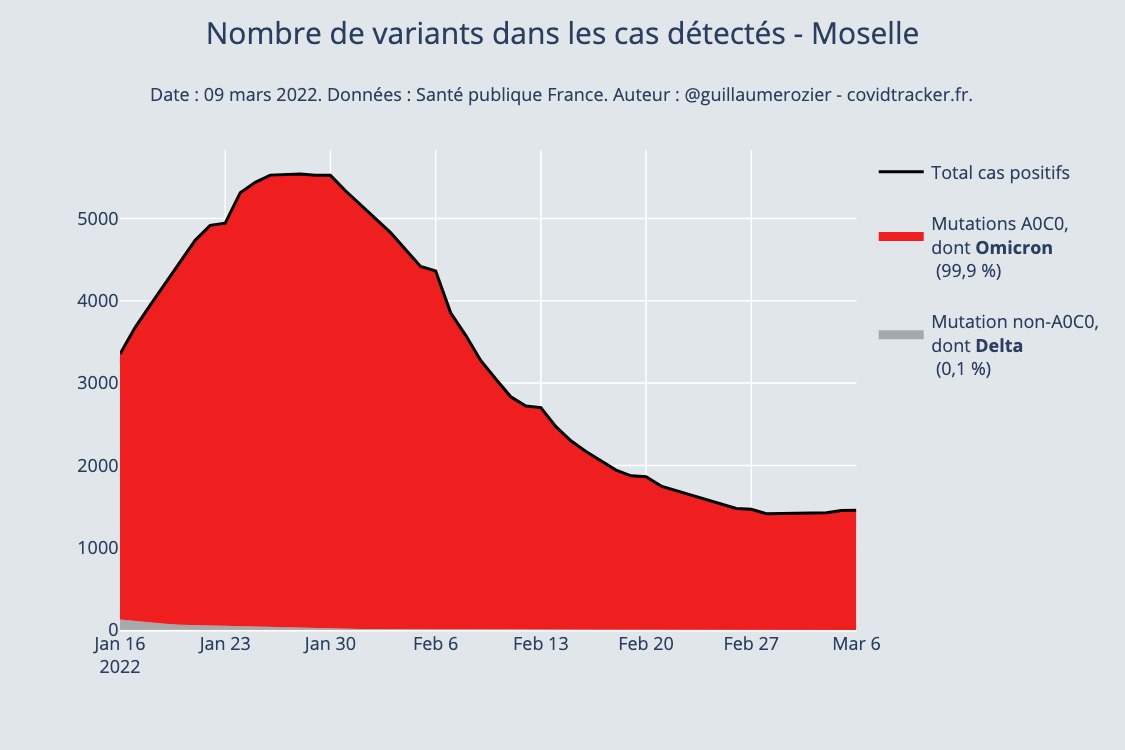 Nombre de variants dans les cas détectés - Moselle
Date : 09 mars 2022. Données : Santé publique France. Auteur : @guillaumerozier - covidtracker.fr.
Total cas positifs
Mutations A0C0,
dont Omicron
(99,9 %)
Mutation non-A0C0,
dont Delta
(0,1 %)
5000
4000
3000
2000
1000
0
Jan 16 Jan 23 Jan 30 Feb 6 Feb 13 Feb 20 Feb 27 Mar 6
2022